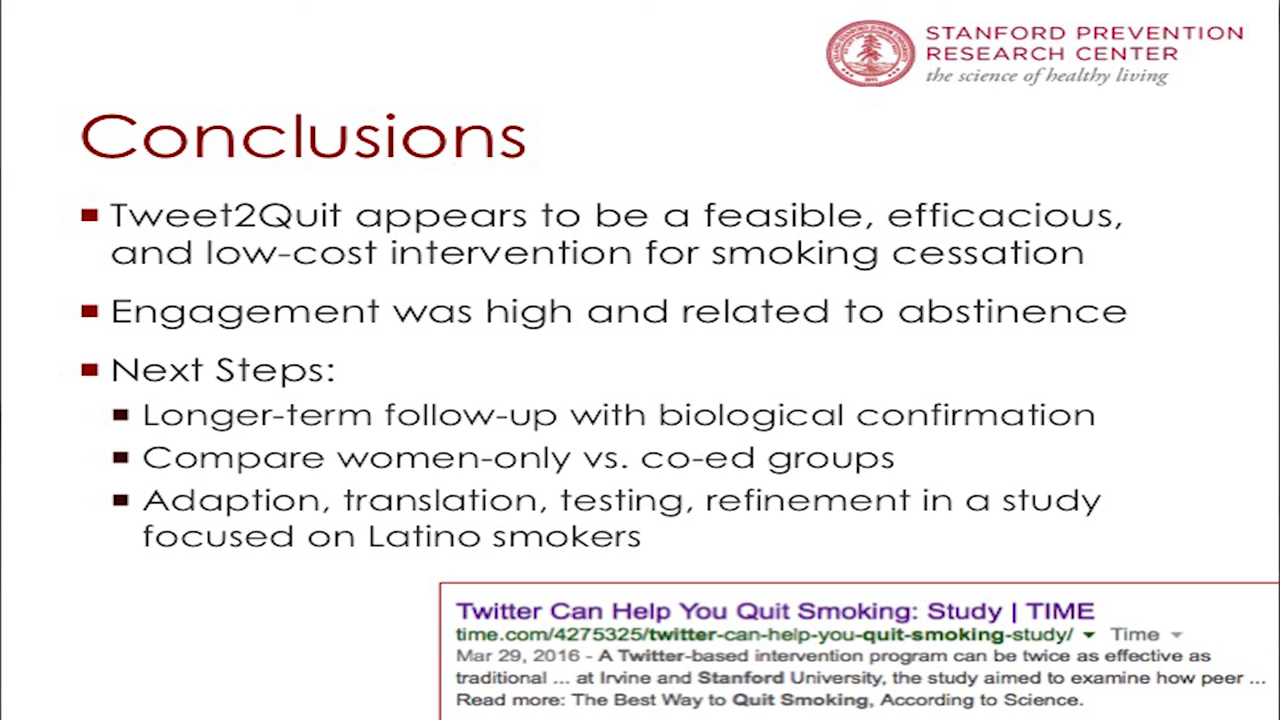 STANFORD PREVENTION
RESEARCH CENTER
the science of healthy living
Conclusions
Tweet2Quit appears to be a feasible, efficacious,
and low-cost intervention for smoking cessation
Engagement was high and related to abstinence
Next Steps:
Longer-term follow-up with biological confirmation
Compare women-only vs. co-ed groups
Adaption, translation, testing, refinement in a study
focused on Latino smokers
Twitter Can Help You Quit Smoking: Study | TIME
time.com/4275325/twitter-can-help-you-quit-smoking-study/ Time
Mar 29, 2016 - A Twitter-based intervention program can be twice as effective as
traditional ... at Irvine and Stanford University, the study aimed to examine how peer ...
Read more: The Best Way to Quit Smoking, According to Science.